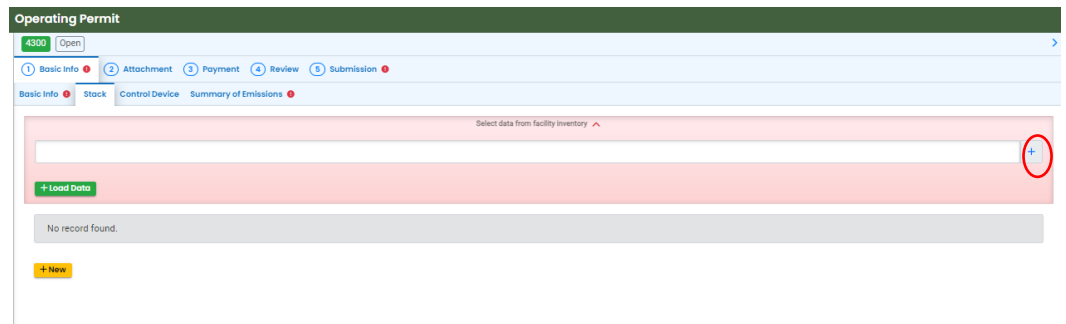 Operating Permit
4300 Open
1 Basic Info 2 Attachment 3 Payment 4 Review 5 Submission
Basic Info Stack Control Device Summary of Emissions
Select data from facility inventory
+
+ Load Data
No record found.
+ New